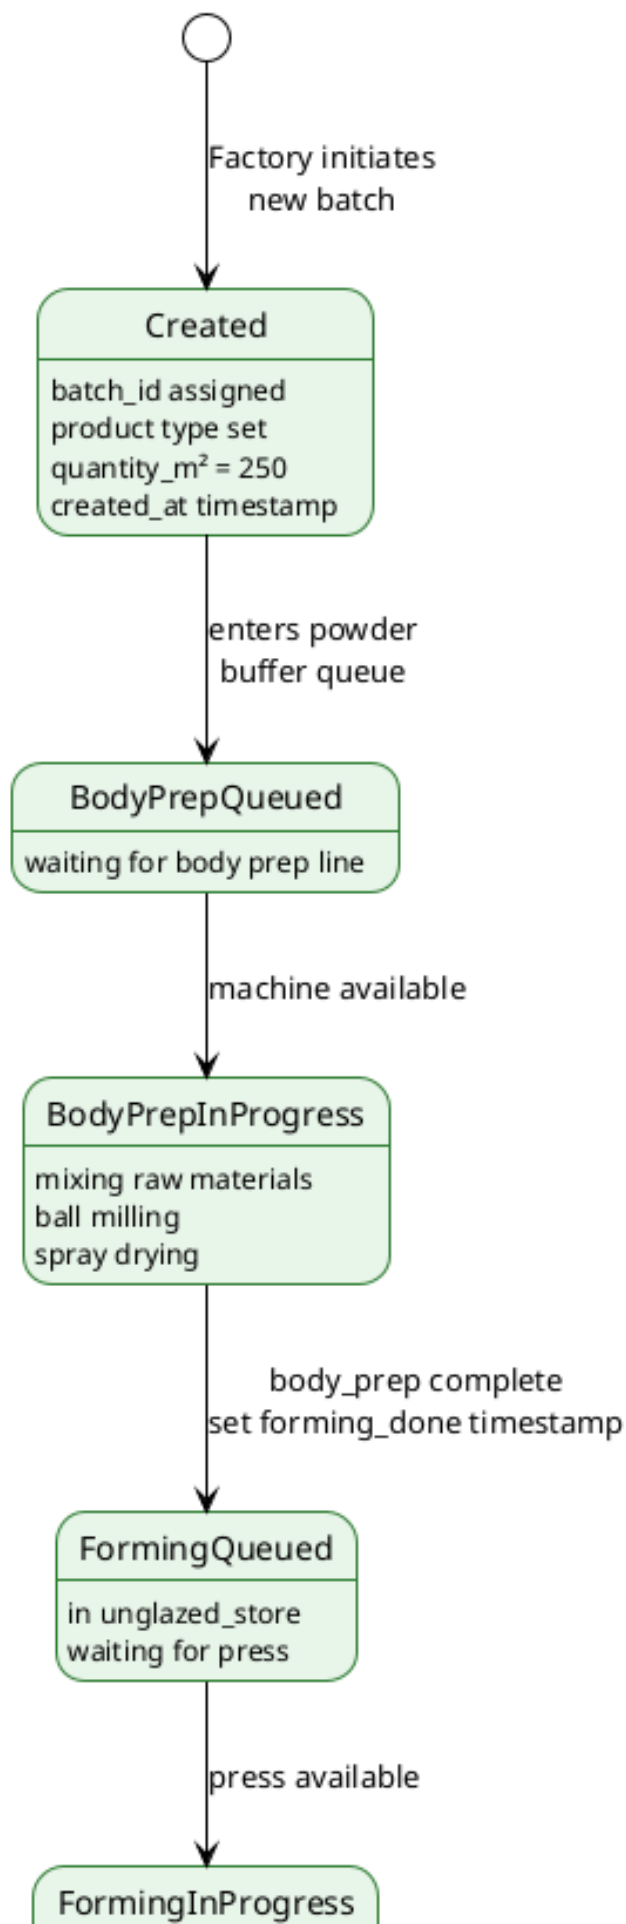 Factory initiates
new batch
Created
batch_id assigned
product type set
quantity_m² = 250
created_at timestamp
enters powder
buffer queue
BodyPrepQueued
waiting for body prep line
machine available
BodyPrepInProgress
mixing raw materials
ball milling
spray drying
body_prep complete
set forming_done timestamp
FormingQueued
in unglazed_store
waiting for press
press available
FormingInProgress